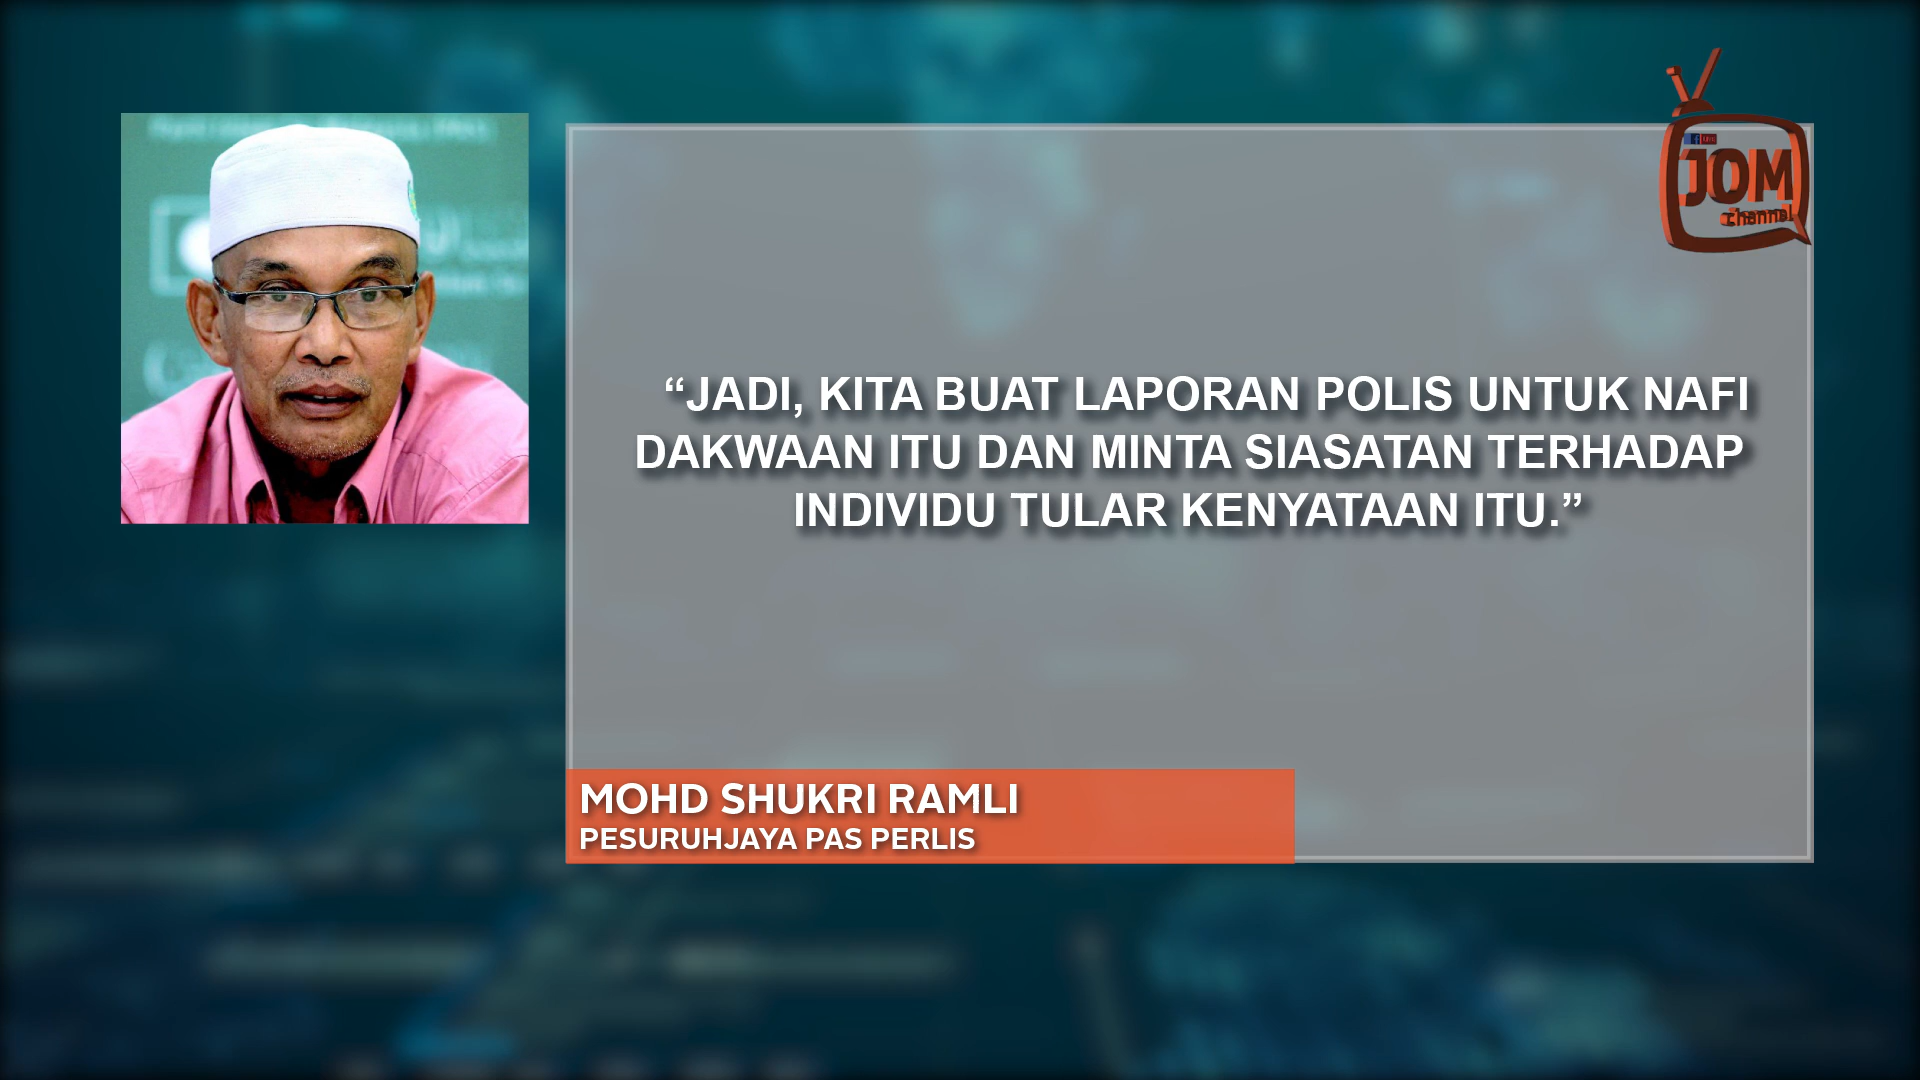 JOM
channel
“JADI, KITA BUAT LAPORAN POLIS UNTUK NAFI
DAKWAAN ITU DAN MINTA SIASATAN TERHADAP
INDIVIDU TULAR KENYATAAN ITU.”
MOHD SHUKRI RAMLI
PESURUHJAYA PAS PERLIS